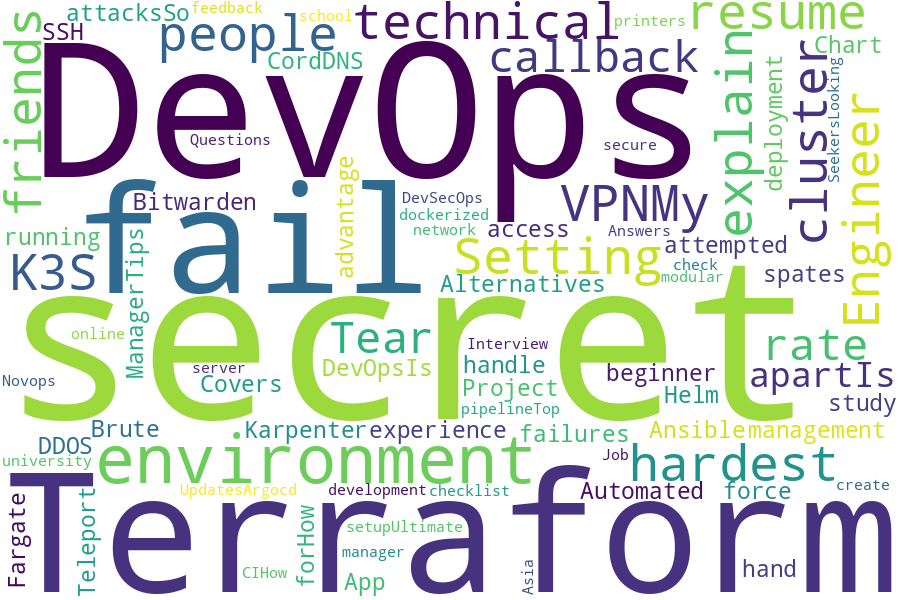 attacksSo
feedback
school
technical
printers
resume
friends
SSH
people
CordDNS
callback
explain
cluster
Chart
DevOps
Questions
secure
deployment
SeekersLooking
Engineer
fail
Bitwarden
advantage
DevSecOps
dockerized
network
VPNMy
access
Answers
running
ManagerTips
K3S
Setting
attempted
check
modular
spates
Alternatives
secret
online
Tear
Interview
rate
Novops
server
Covers
DevOpsIs
handle
Project
pipelineTop
beginner
Helm
apartIs
study
DDOS
Brute
Karpenter
experience
failures
Ansible
management
university
environment
Job
hardest
Terraform
Fargate
Teleport
UpdatesArgocd
forHow
development
checklist
Automated
force
create
setupUltimate
manager
CIHow
App
Asia
hand